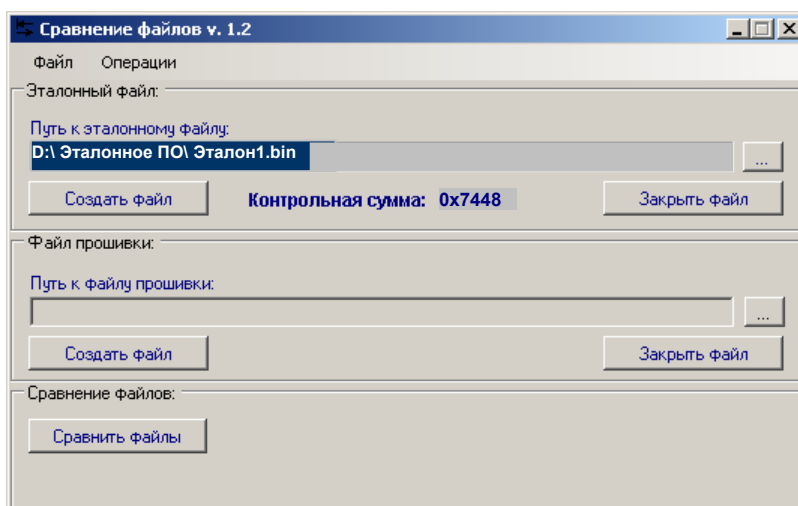 Сравнение файлов v. 1.2
Файл Операции
Эталонный файл:
Путь к эталонному файлу:
D:\ Эталонное ПО\ Эталон1.bin ...
Создать файл Контрольная сумма: 0x7448 Закрыть файл
Файл прошивки:
Путь к файлу прошивки:
...
Создать файл Закрыть файл
Сравнение файлов:
Сравнить файлы